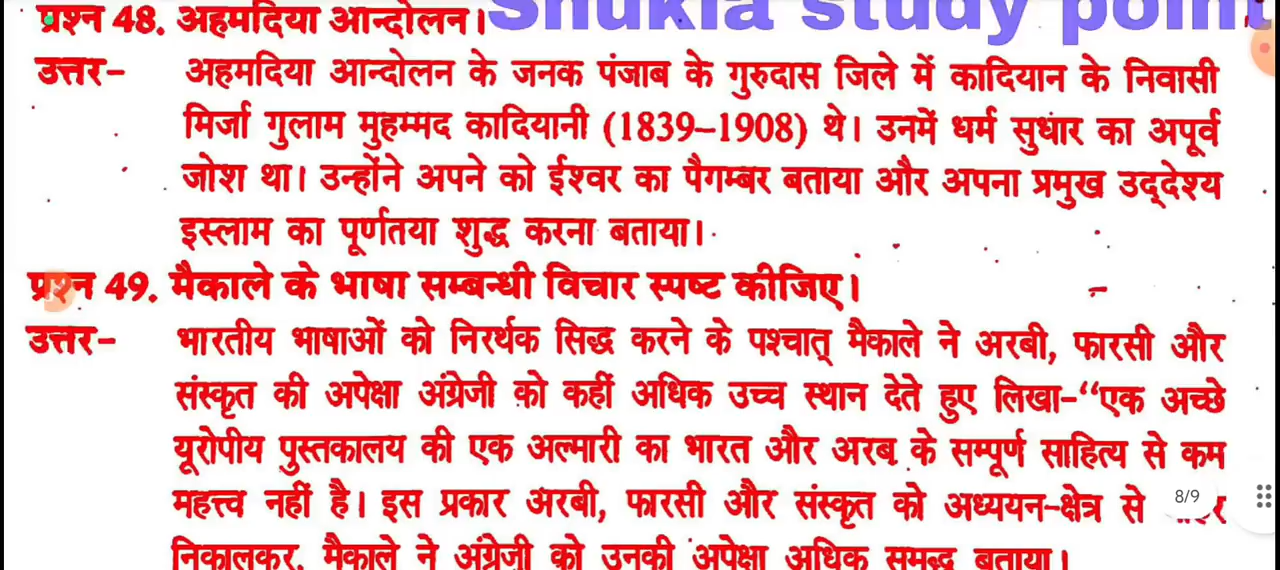 Shukla study point
प्रश्न 48. अहमदिया आन्दोलन।
उत्तर- अहमदिया आन्दोलन के जनक पंजाब के गुरुदास जिले में कादियान के निवासी
मिर्जा गुलाम मुहम्मद कादियानी (1839-1908) थे। उनमें धर्म सुधार का अपूर्व
जोश था। उन्होंने अपने को ईश्वर का पैगम्बर बताया और अपना प्रमुख उद्देश्य
इस्लाम का पूर्णतया शुद्ध करना बताया।
प्रश्न 49. मैकाले के भाषा सम्बन्धी विचार स्पष्ट कीजिए।
उत्तर- भारतीय भाषाओं को निरर्थक सिद्ध करने के पश्चात् मैकाले ने अरबी, फारसी और
संस्कृत की अपेक्षा अंग्रेजी को कहीं अधिक उच्च स्थान देते हुए लिखा-“एक अच्छे
यूरोपीय पुस्तकालय की एक अल्मारी का भारत और अरब के सम्पूर्ण साहित्य से कम
महत्त्व नहीं है। इस प्रकार अरबी, फारसी और संस्कृत को अध्ययन-क्षेत्र से
8/9
निकालकर, मैकाले ने अंग्रेजी को उनकी अपेक्षा अधिक समृद्ध बताया।